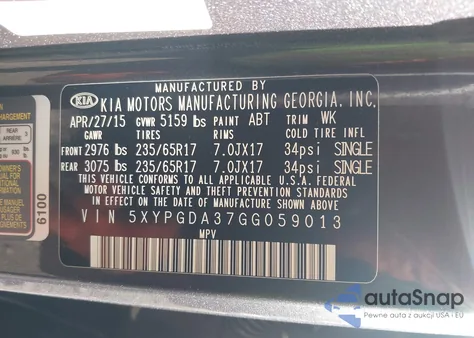 MANUFACTURED BY
KIA KIA MOTORS MANUFACTURING GEORGIA, INC.
APR/27/15 GVWR 5159 lbs PAINT ABT TRIM WK
GAWR TIRES RIMS COLD TIRE INFL
FRONT 2976 lbs 235/65R17 7.0JX17 34psi SINGLE
REAR 3075 lbs 235/65R17 7.0JX17 34psi SINGLE
THIS VEHICLE CONFORMS TO ALL APPLICABLE U.S. FEDERAL
MOTOR VEHICLE SAFETY AND THEFT PREVENTION STANDARDS
IN EFFECT ON THE DATE OF MANUFACTURE SHOWN ABOVE.
VIN 5XYPGDA37GG059013
MPV
6100
CHARGEMENT
REAR
autoSnap
Pewne auta z aukcji USA i EU